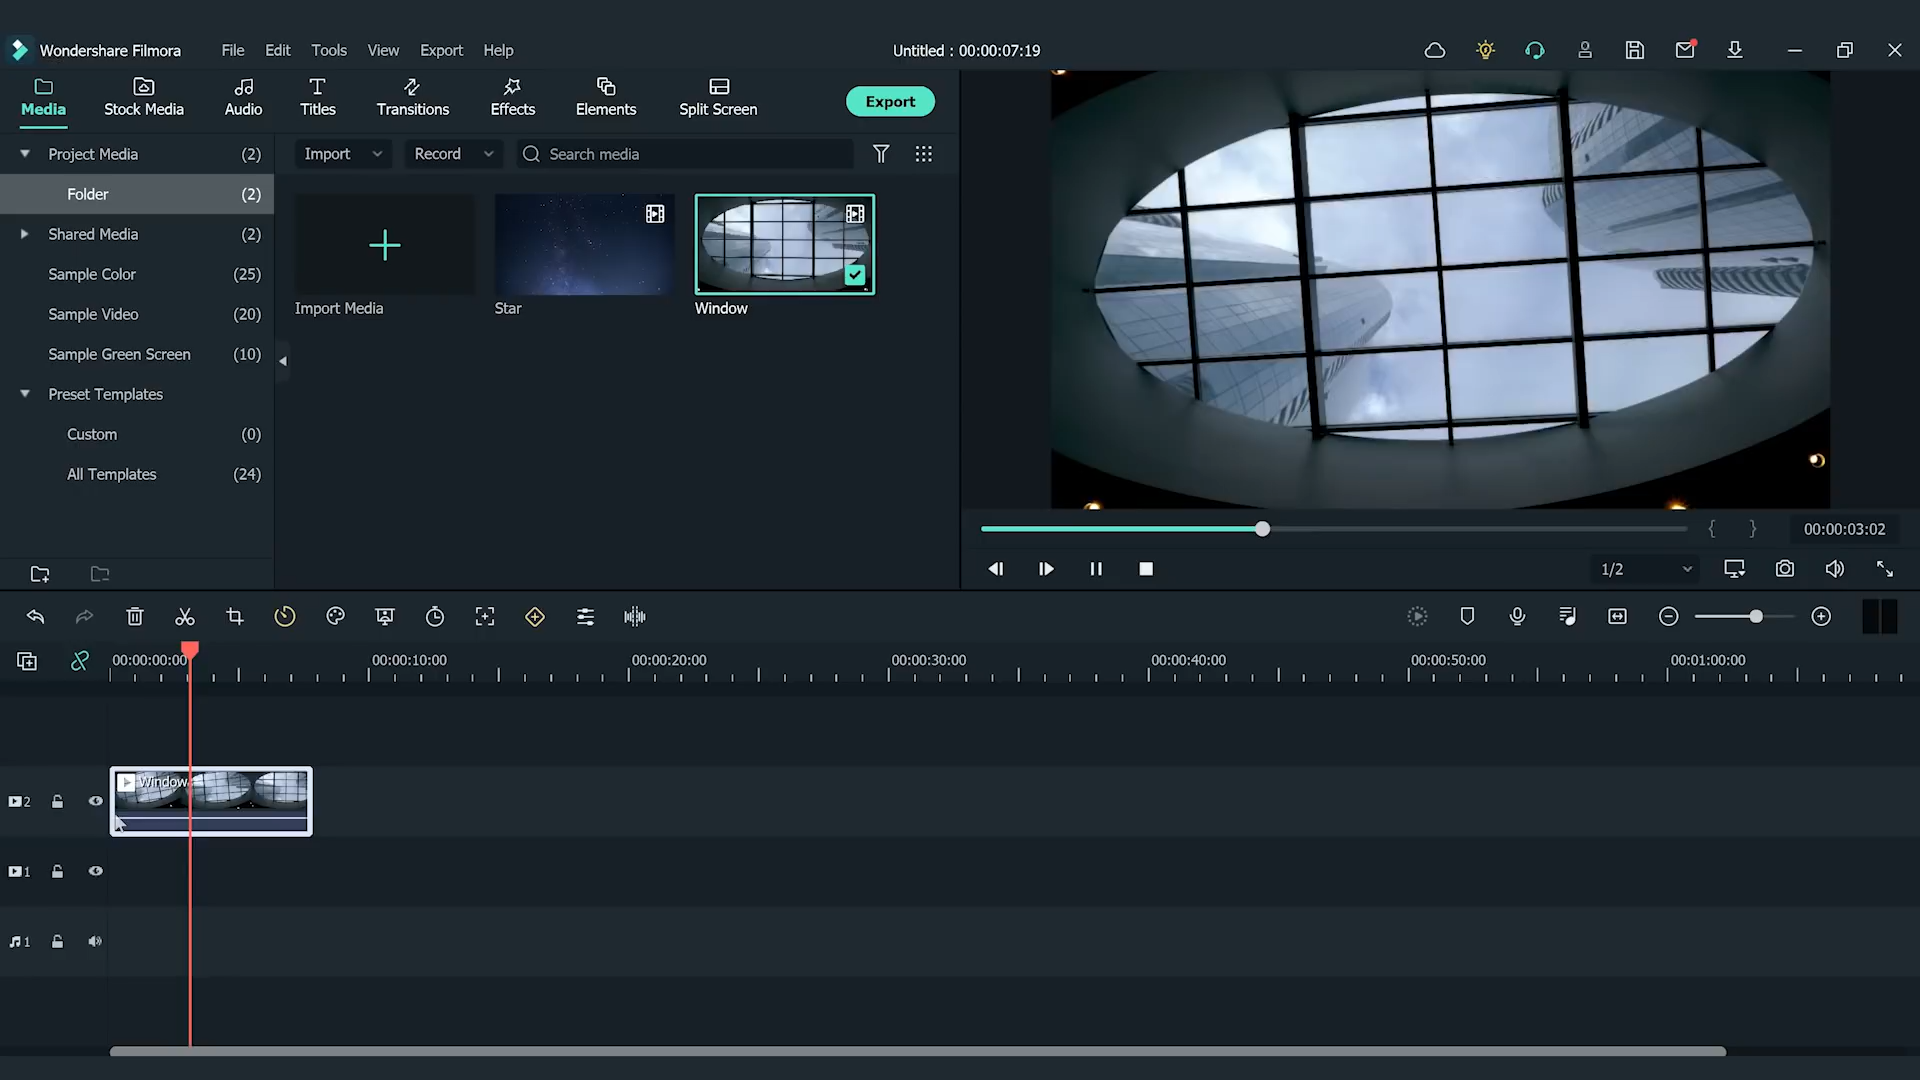 Wondershare Filmora File Edit Tools View Export Help Untitled : 00:00:07:19
Media Stock Media Audio Titles Transitions Effects Elements Split Screen Export
Project Media (2) Import Record Search media
Folder (2)
Shared Media (2)
Sample Color (25)
Sample Video (20)
Import Media Star Window
Sample Green Screen (10)
Preset Templates
Custom (0)
All Templates (24)
{ } 00:00:03:02
1/2
00:00:00:00 00:00:10:00 00:00:20:00 00:00:30:00 00:00:40:00 00:00:50:00 00:01:00:00
Window
2
1
1